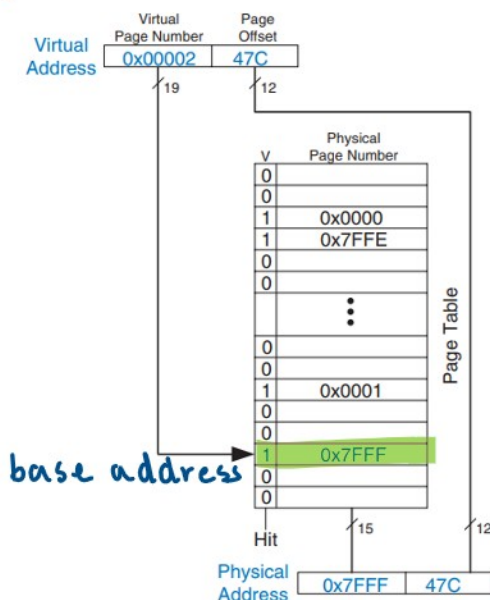 Virtual
Page Number
Page
Offset
Virtual
Address
0x00002
47C
19
12
Physical
Page Number
V
0
0
1 0x0000
1 0x7FFE
0
0
0
0
1 0x0001
0
0
1 0x7FFF
0
0
Page Table
base address
Hit
15
12
Physical
Address
0x7FFF
47C